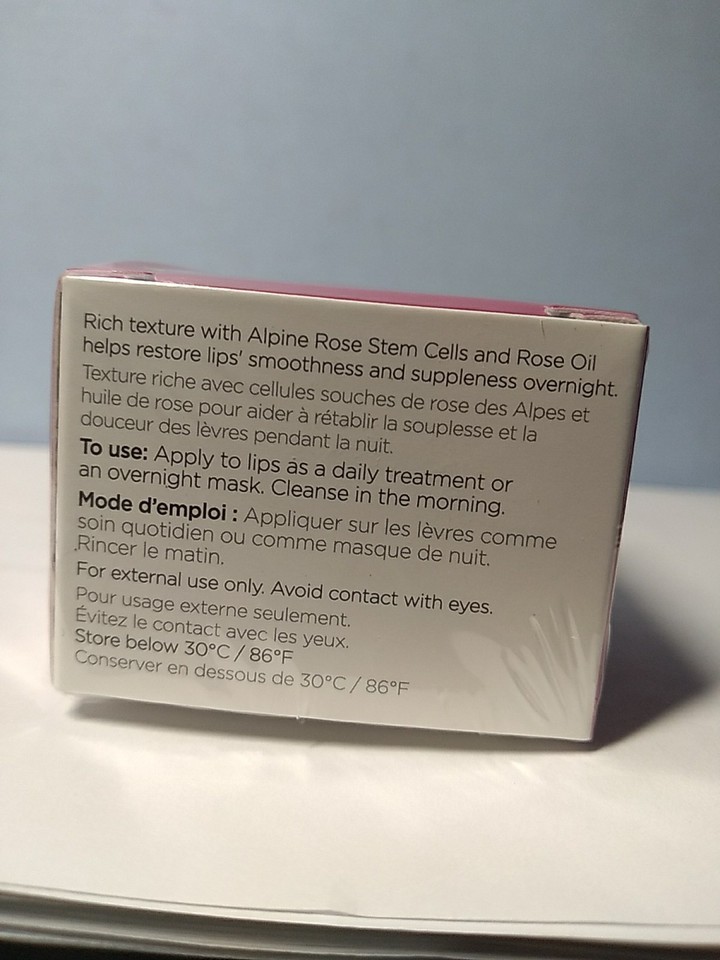 Rich texture with Alpine Rose Stem Cells and Rose Oil
helps restore lips' smoothness and suppleness overnight.
Texture riche avec cellules souches de rose des Alpes et
huile de rose pour aider à rétablir la souplesse et la
douceur des lèvres pendant la nuit.
To use: Apply to lips as a daily treatment or
an overnight mask. Cleanse in the morning.
Mode d'emploi : Appliquer sur les lèvres comme
soin quotidien ou comme masque de nuit.
Rincer le matin.
For external use only. Avoid contact with eyes.
Pour usage externe seulement.
Évitez le contact avec les yeux.
Store below 30°C / 86°F
Conserver en dessous de 30°C / 86°F